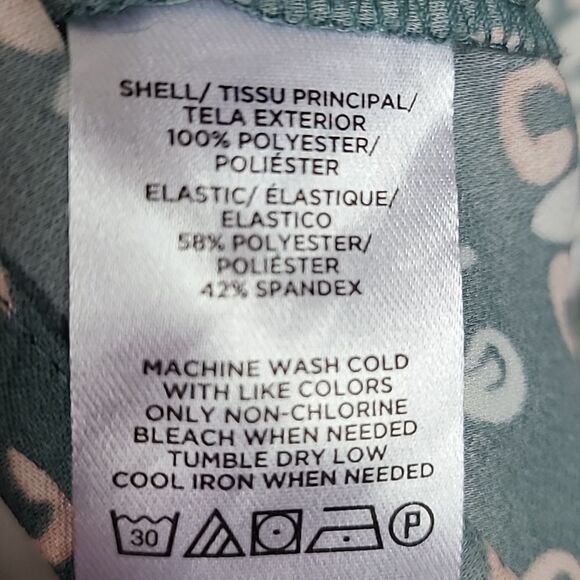 SHELL/ TISSU PRINCIPAL/
TELA EXTERIOR
100% POLYESTER/
POLIÉSTER
ELASTIC/ ÉLASTIQUE/
ELASTICO
58% POLYESTER/
POLIÉSTER
42% SPANDEX
MACHINE WASH COLD
WITH LIKE COLORS
ONLY NON-CHLORINE
BLEACH WHEN NEEDED
TUMBLE DRY LOW
COOL IRON WHEN NEEDED
30 P